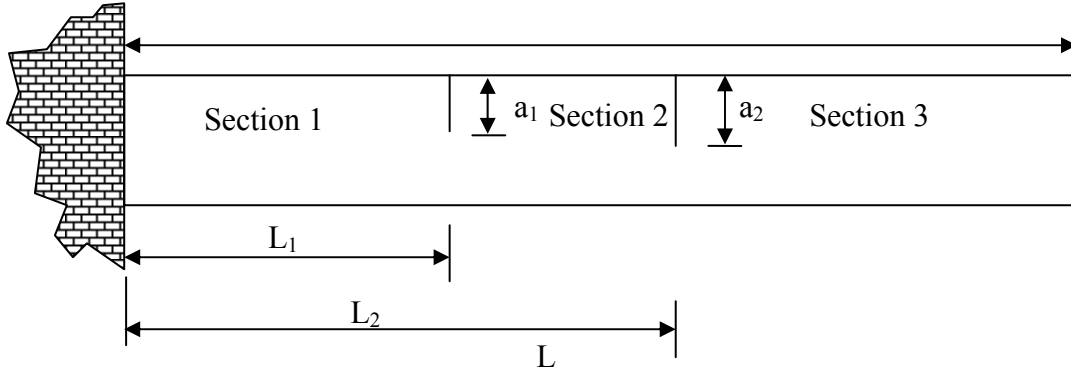 Section 1
a₁
Section 2
a₂
Section 3
L₁
L₂
L